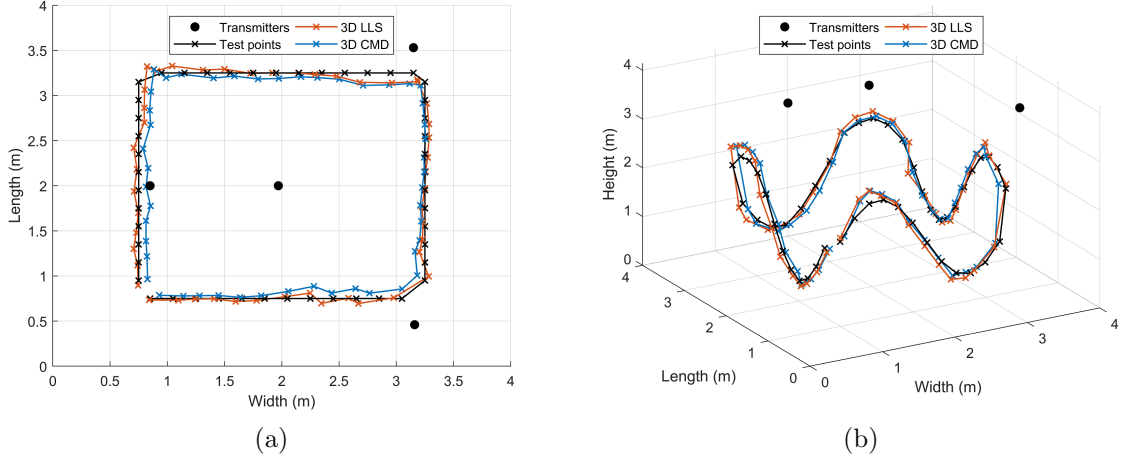 4
3.5
3
2.5
2
1.5
1
0.5
0
0 0.5 1 1.5 2 2.5 3 3.5 4
Length (m)
Width (m)
Transmitters 3D LLS
Test points 3D CMD
(a)
Transmitters 3D LLS
Test points 3D CMD
4
3
2
1
0
Height (m)
4
3
2
1
0
Length (m)
0
1
2
3
4
Width (m)
(b)